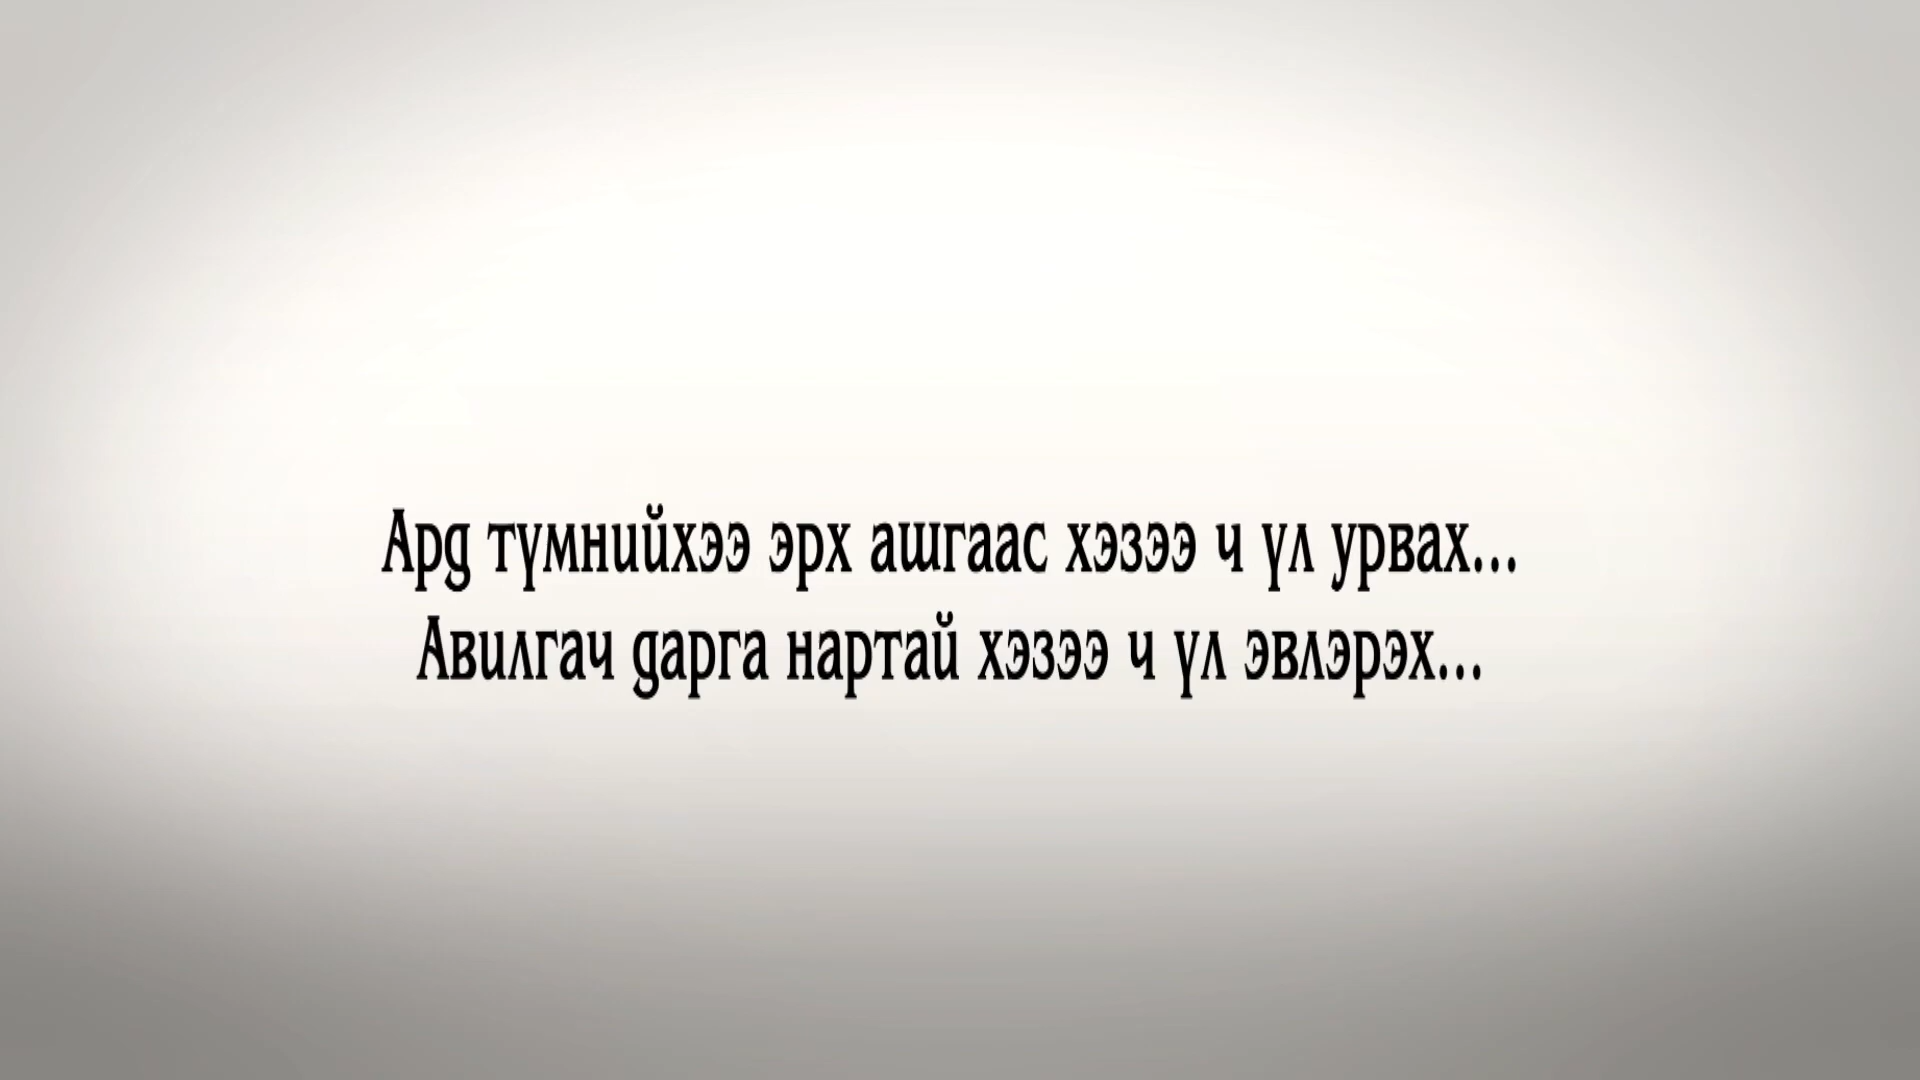 Ард түмнийхээ эрх ашгаас хэзээ ч үл урвах...
Авилгач дарга нартай хэзээ ч үл эвлэрэх...